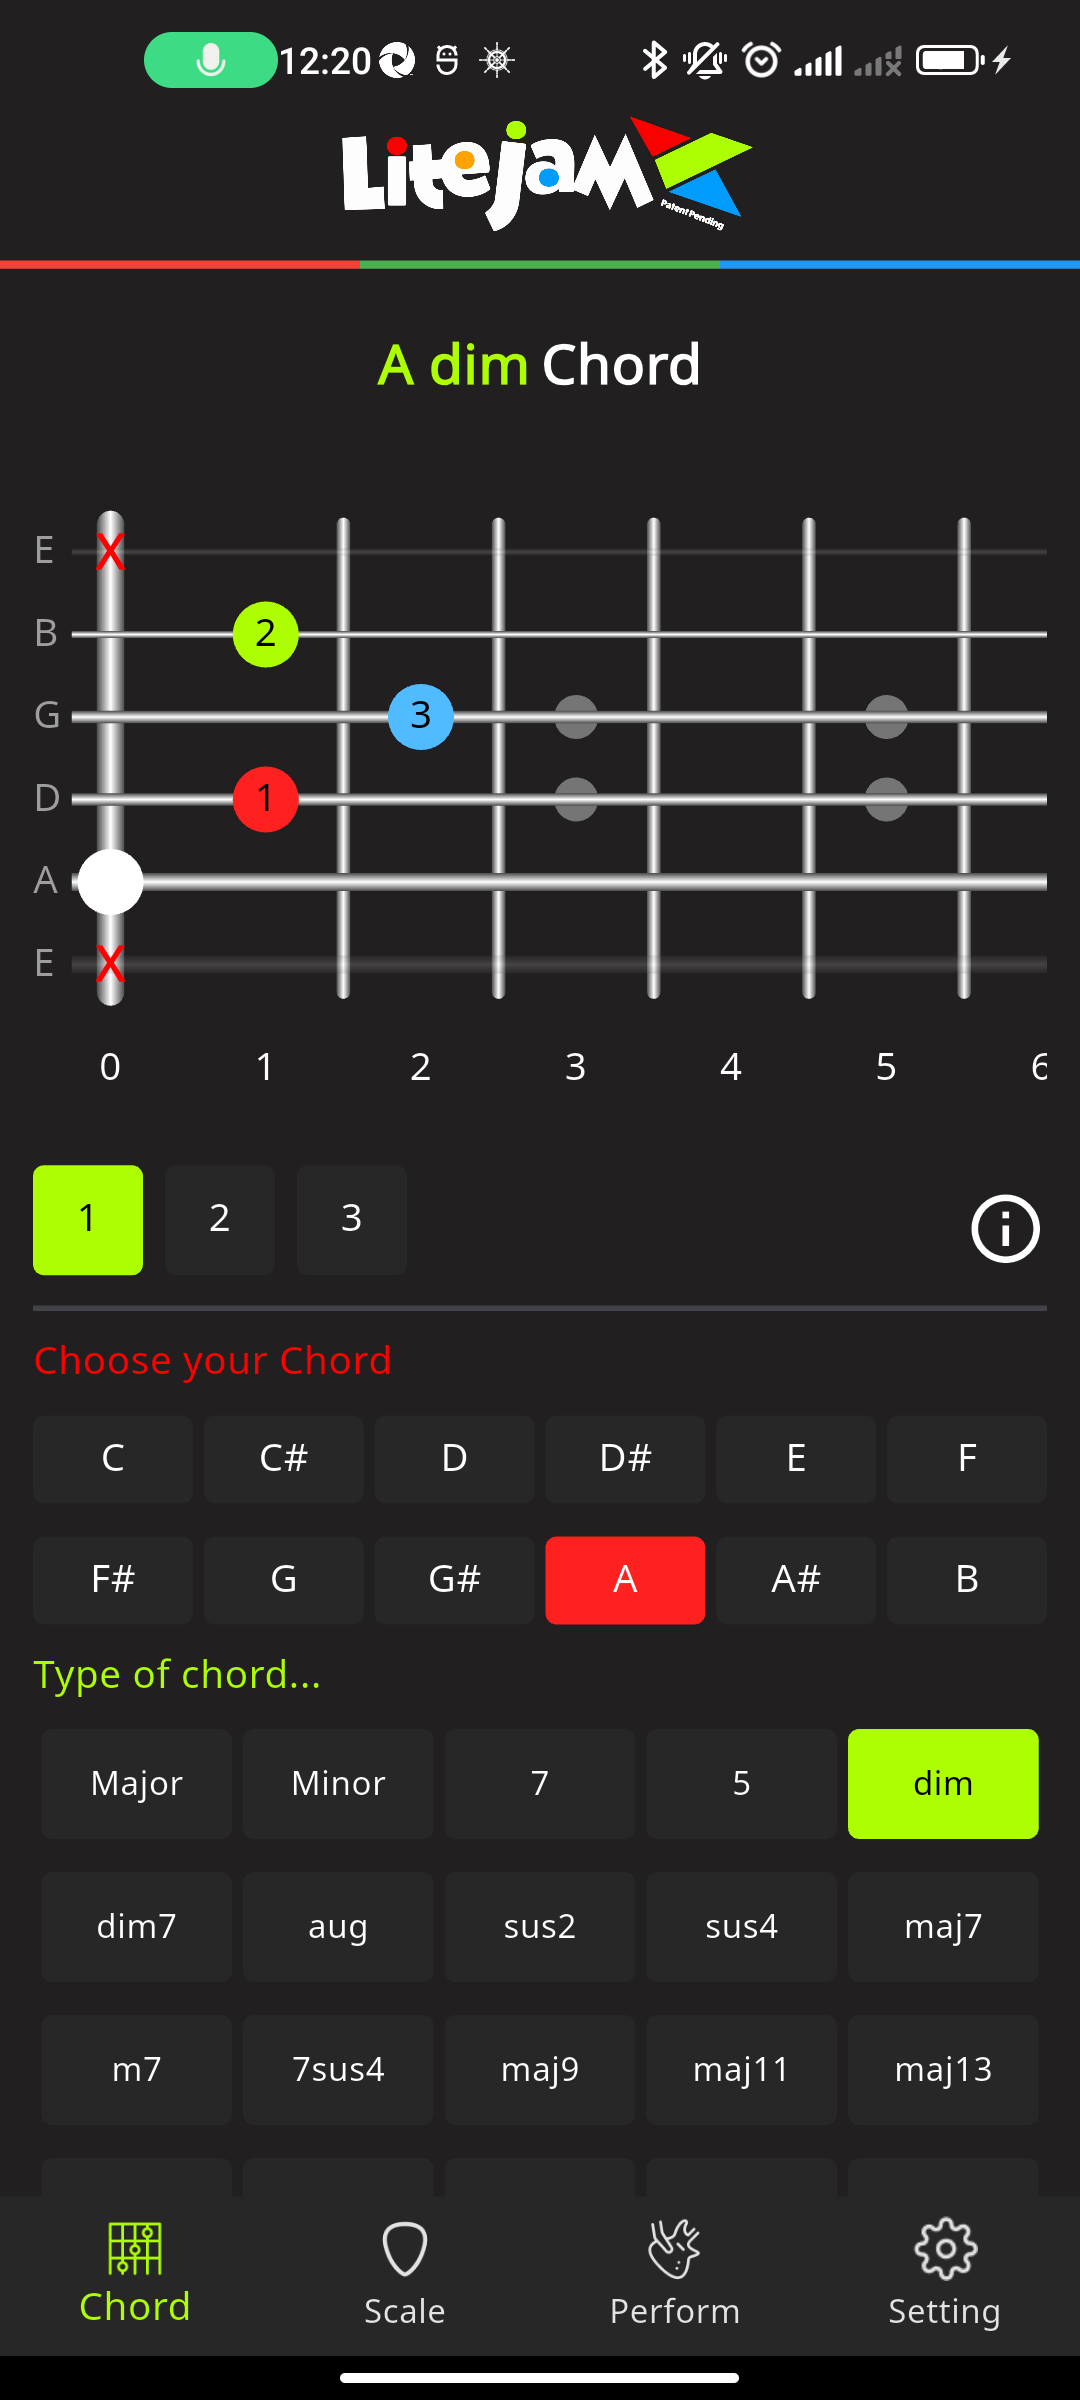 12:20
LitejaM
Patent Pending
A dim Chord
E X
B 2
G 3
D 1
A
E X
0 1 2 3 4 5 6
1 2 3
Choose your Chord
C C# D D# E F
F# G G# A A# B
Type of chord...
Major Minor 7 5 dim
dim7 aug sus2 sus4 maj7
m7 7sus4 maj9 maj11 maj13
Chord Scale Perform Setting